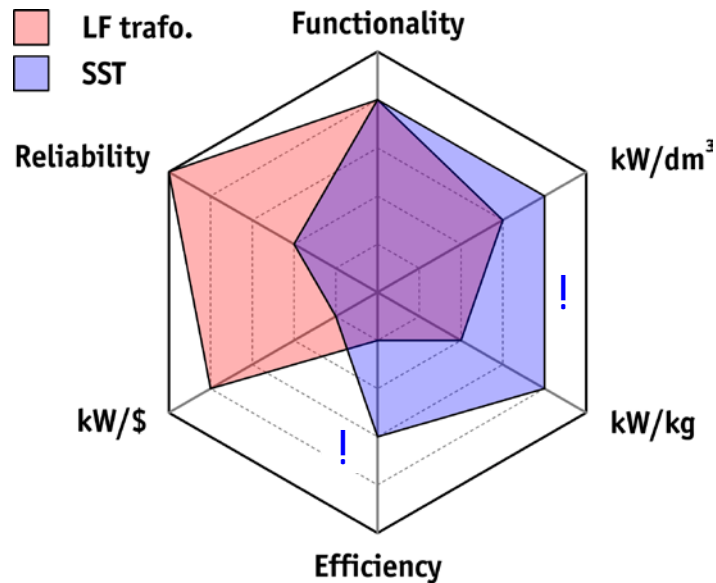 LF trafo.
SST
Functionality
Reliability
kW/dm³
!
kW/$
kW/kg
!
Efficiency